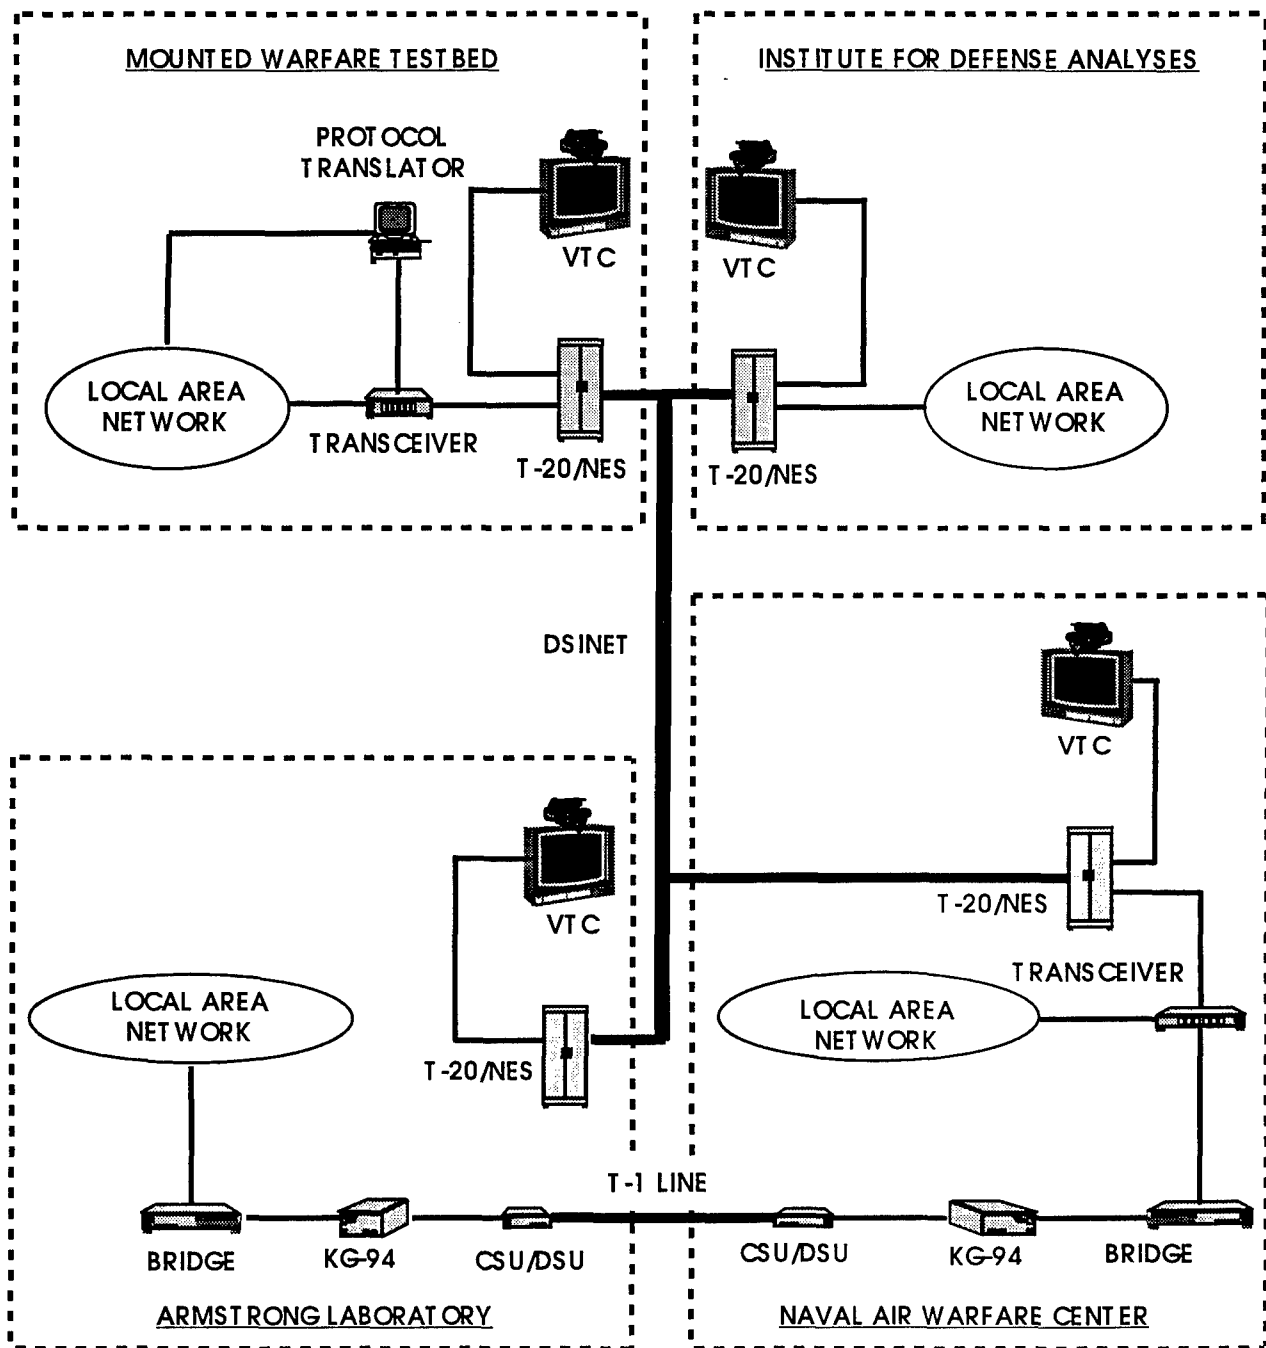 MOUNTED WARFARE TESTBED
PROTOCOL
TRANSLATOR
VTC
LOCAL AREA
NETWORK
TRANSCEIVER
T-20/NES
INSTITUTE FOR DEFENSE ANALYSES
VTC
T-20/NES
LOCAL AREA
NETWORK
DSINET
VTC
T-20/NES
TRANSCEIVER
LOCAL AREA
NETWORK
VTC
LOCAL AREA
NETWORK
T-20/NES
T-1 LINE
BRIDGE
KG-94
CSU/DSU
CSU/DSU
KG-94
BRIDGE
ARMSTRONG LABORATORY
NAVAL AIR WARFARE CENTER